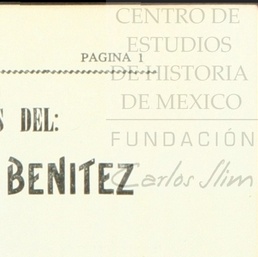 CENTRO DE
ESTUDIOS
DE HISTORIA
DE MEXICO
FUNDACIÓN
Carlos Slim
PAGINA 1
S DEL:
BENITEZ